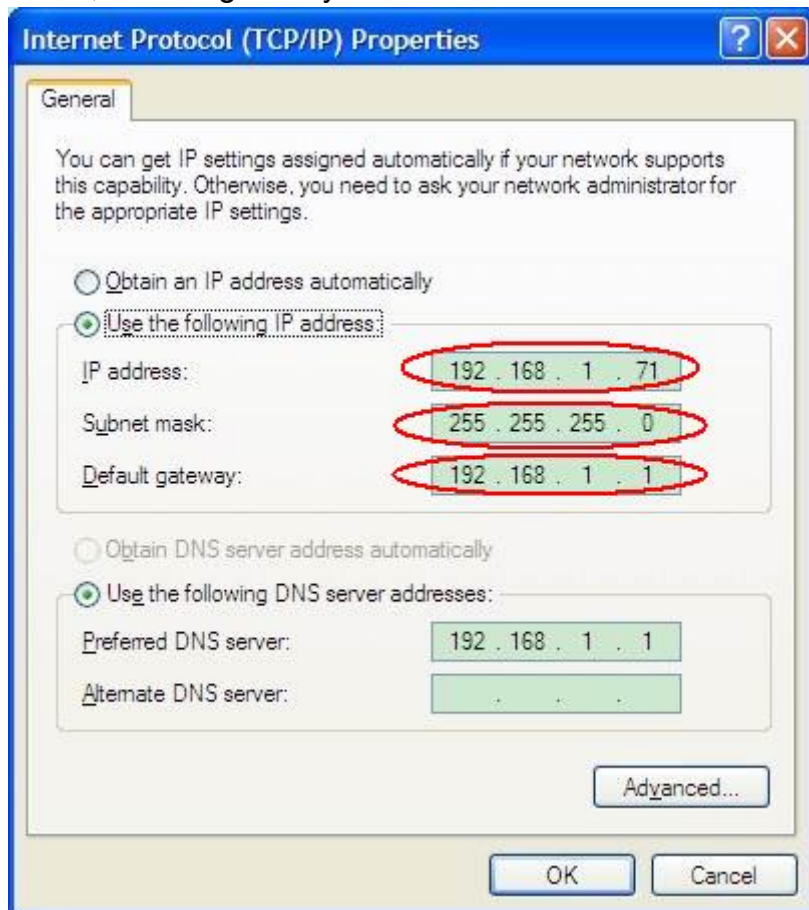 Internet Protocol (TCP/IP) Properties
General
You can get IP settings assigned automatically if your network supports
this capability. Otherwise, you need to ask your network administrator for
the appropriate IP settings.
Obtain an IP address automatically
Use the following IP address:
IP address: 192 . 168 . 1 . 71
Subnet mask: 255 . 255 . 255 . 0
Default gateway: 192 . 168 . 1 . 1
Obtain DNS server address automatically
Use the following DNS server addresses:
Preferred DNS server: 192 . 168 . 1 . 1
Alternate DNS server: . . .
Advanced...
OK Cancel